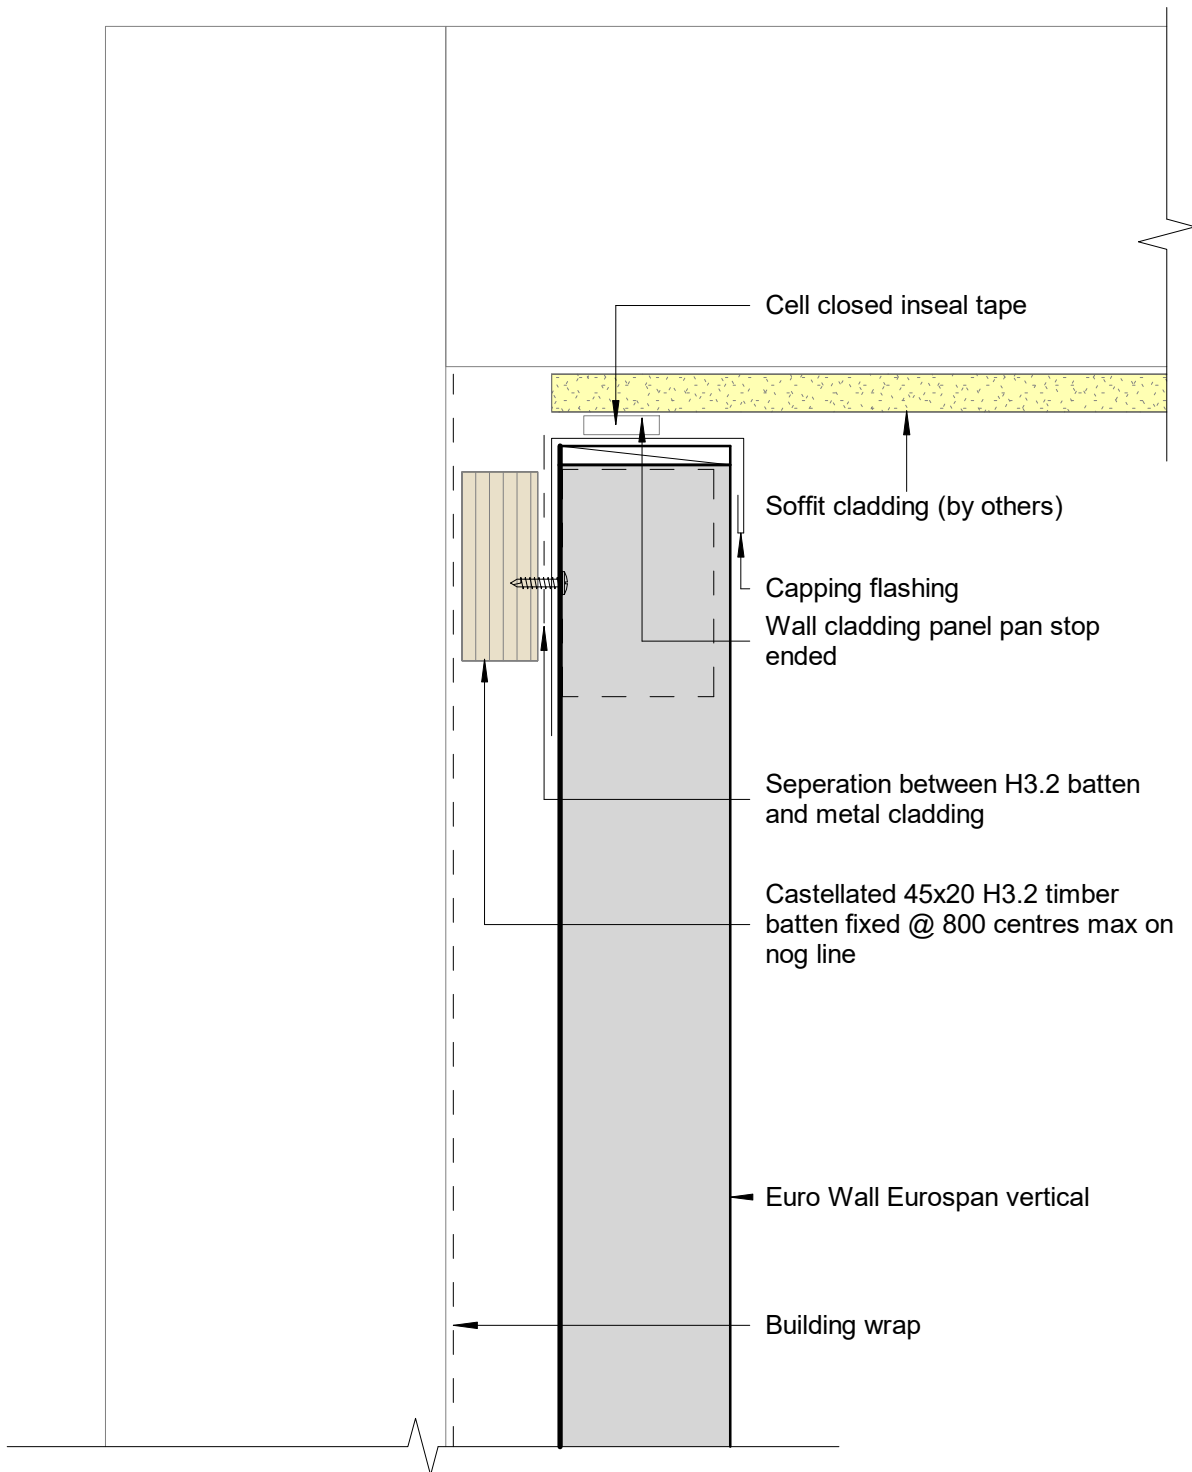 Cell closed inseal tape
Soffit cladding (by others)
Capping flashing
Wall cladding panel pan stop
ended
Seperation between H3.2 batten
and metal cladding
Castellated 45x20 H3.2 timber
batten fixed @ 800 centres max on
nog line
Euro Wall Eurospan vertical
Building wrap